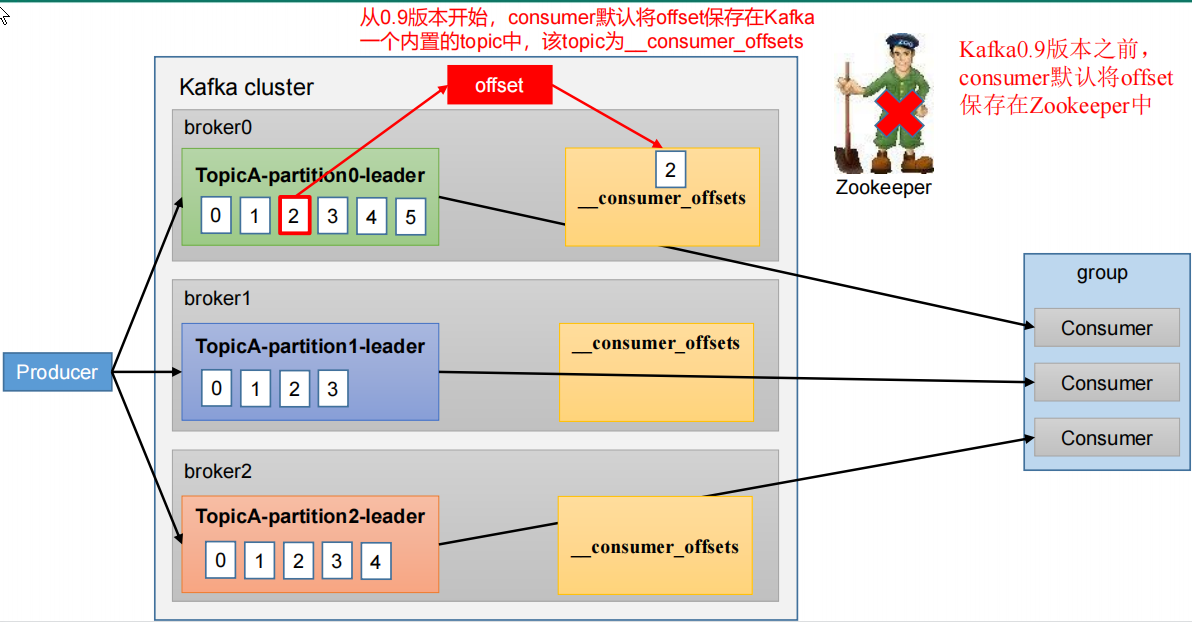 从0.9版本开始，consumer默认将offset保存在Kafka
一个内置的topic中，该topic为__consumer_offsets
Kafka cluster
offset
broker0
TopicA-partition0-leader
0 1 2 3 4 5
2
__consumer_offsets
broker1
TopicA-partition1-leader
0 1 2 3
__consumer_offsets
broker2
TopicA-partition2-leader
0 1 2 3 4
__consumer_offsets
Producer
ZOO
Zookeeper
Kafka0.9版本之前，
consumer默认将offset
保存在Zookeeper中
group
Consumer
Consumer
Consumer